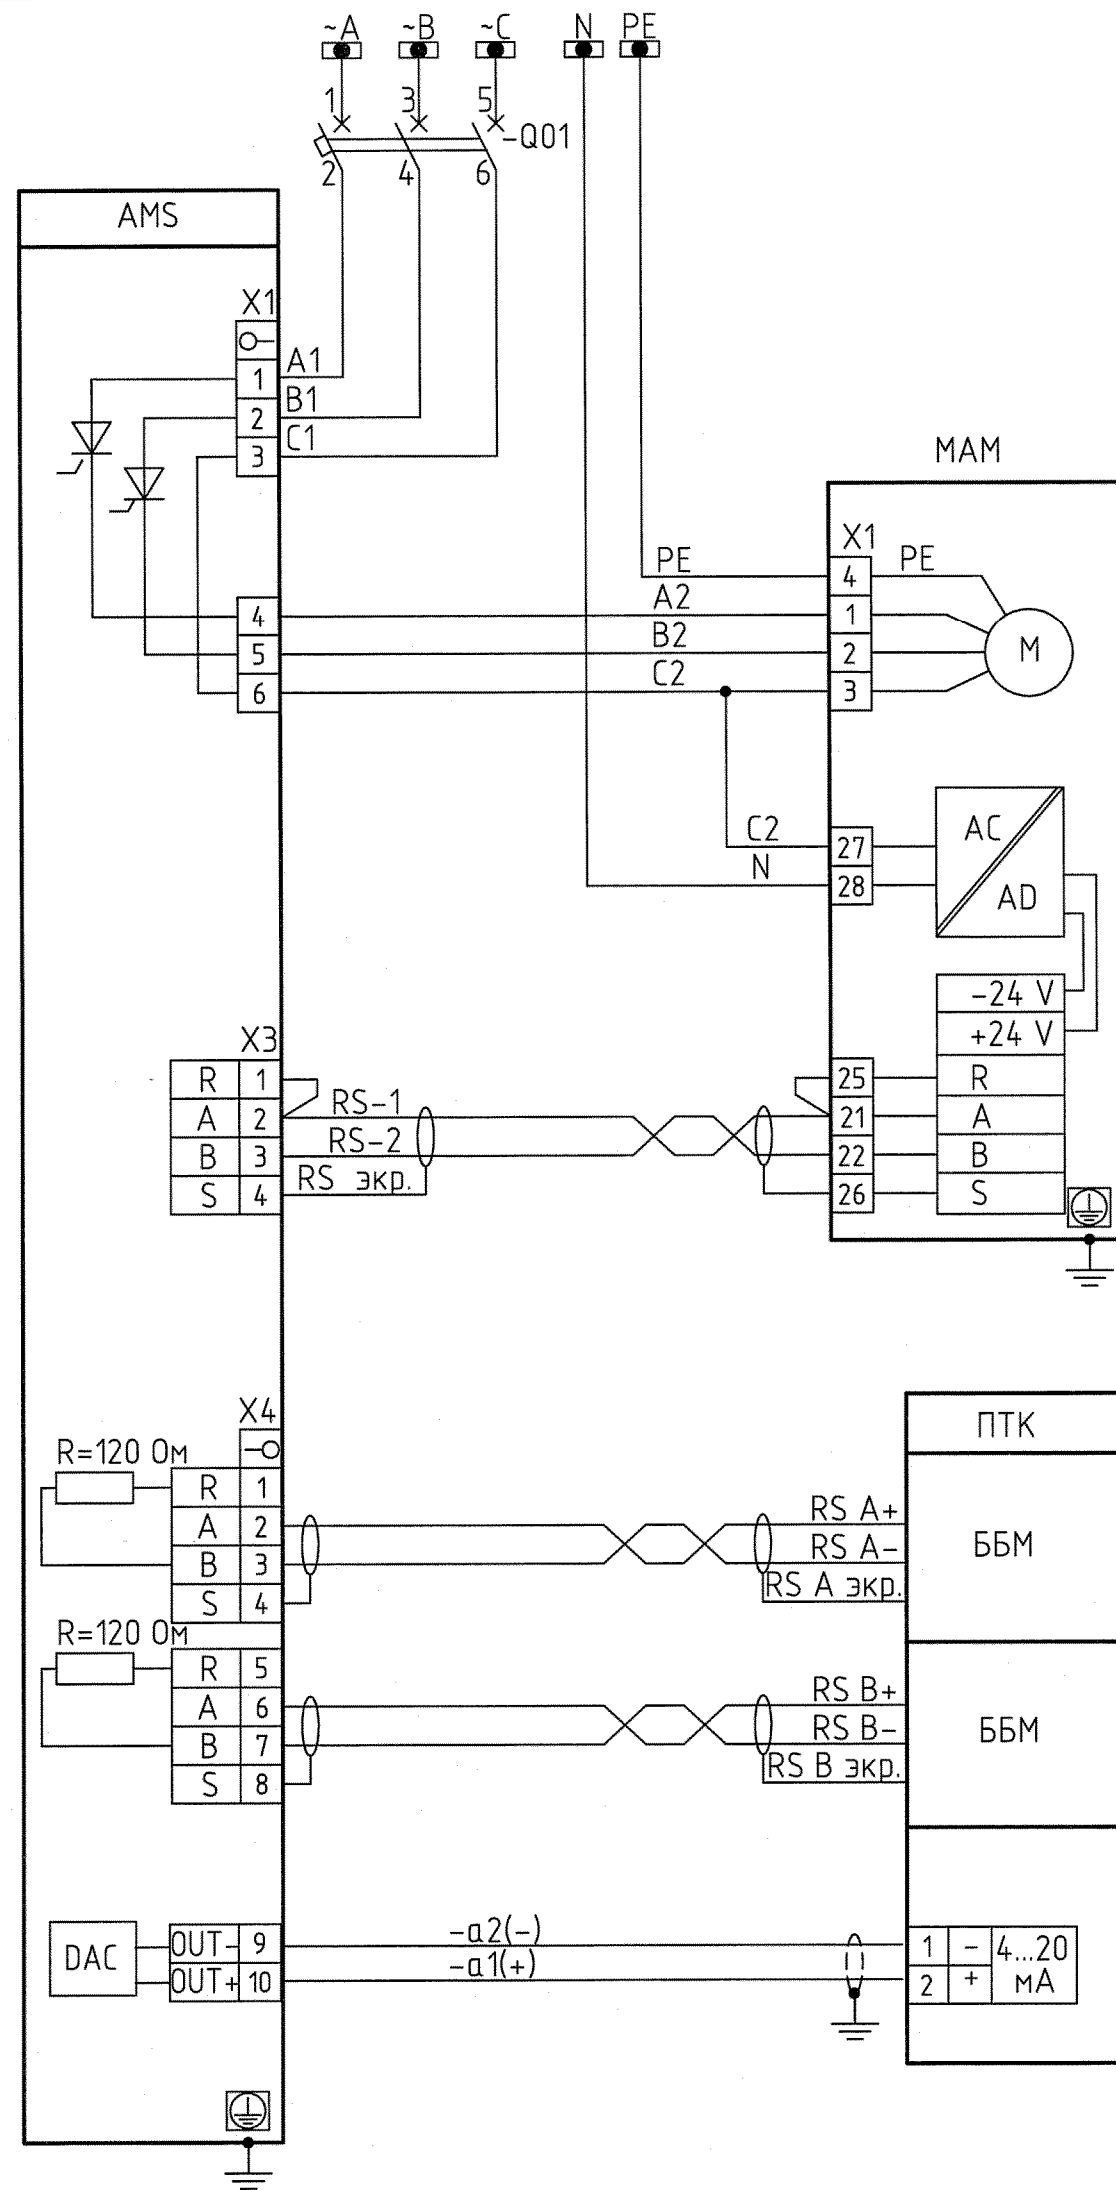 ~A ~B ~C N PE
1 3 5
-Q01
2 4 6
AMS
X1
A1
1
B1
2
C1
3
MAM
X1
PE 4 PE
4 A2 1
M
5 B2 2
6 C2 3
AC
C2 27
N 28
AD
-24 V
+24 V
X3
R 1 25 R
A 2 RS-1 21 A
B 3 RS-2 22 B
S 4 RS экр. 26 S
X4
ПТК
R=120 Ом
R 1
A 2 RS A+
B 3 RS A-
ББМ
S 4 RS A экр.
R=120 Ом
R 5
A 6 RS B+
B 7 RS B-
ББМ
S 8 RS B экр.
DAC
OUT- 9 -a2(-) 1 - 4...20
OUT+ 10 -a1(+) 2 + мА